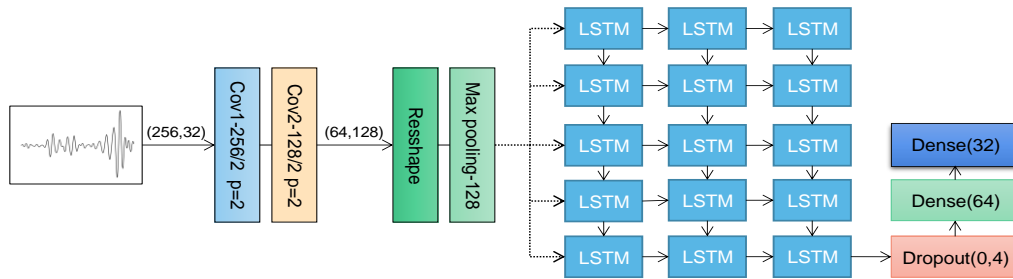 (256,32)
Cov1-256/2 p=2
Cov2-128/2 p=2
(64,128)
Resshape
Max pooling-128
LSTM LSTM LSTM
LSTM LSTM LSTM
LSTM LSTM LSTM
LSTM LSTM LSTM
LSTM LSTM LSTM
Dense(32)
Dense(64)
Dropout(0,4)